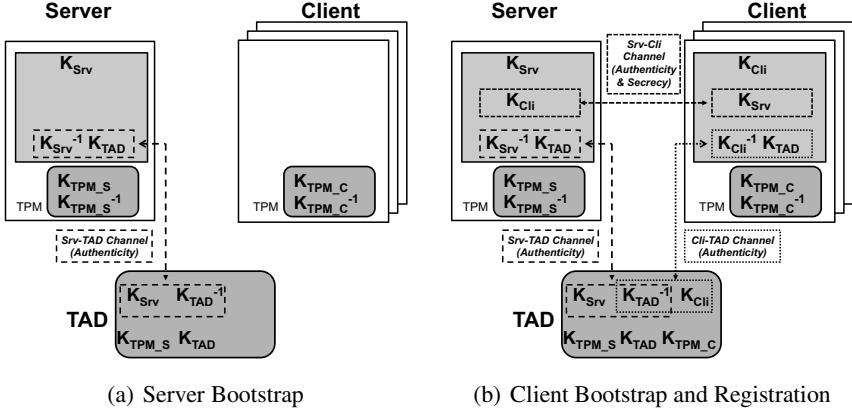 Server
Client
K_Srv
K_Srv^-1 K_TAD
TPM
K_TPM_S
K_TPM_S^-1
TPM
K_TPM_C
K_TPM_C^-1
Srv-TAD Channel
(Authenticity)
TAD
K_Srv K_TAD^-1
K_TPM_S K_TAD
(a) Server Bootstrap
Server
Client
Srv-Cli
Channel
(Authenticity
& Secrecy)
K_Srv
K_Cli
K_Srv^-1 K_TAD
TPM
K_TPM_S
K_TPM_S^-1
K_Cli
K_Srv
K_Cli^-1 K_TAD
TPM
K_TPM_C
K_TPM_C^-1
Srv-TAD Channel
(Authenticity)
Cli-TAD Channel
(Authenticity)
TAD
K_Srv K_TAD^-1 K_Cli
K_TPM_S K_TAD K_TPM_C
(b) Client Bootstrap and Registration